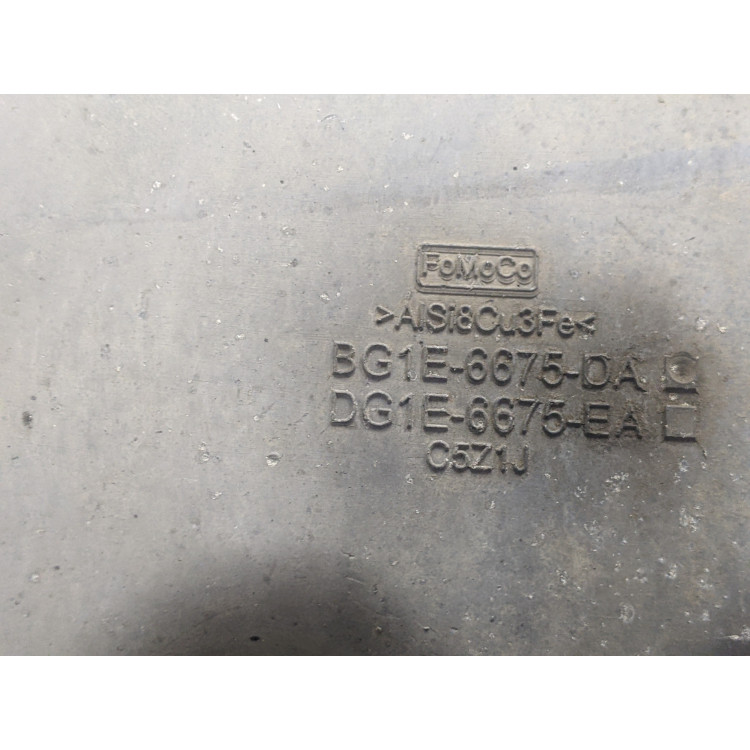 FoMoCo
>AlSi8Cu3Fe<
BG1E-6675-DA
DG1E-6675-EA
C5Z1J